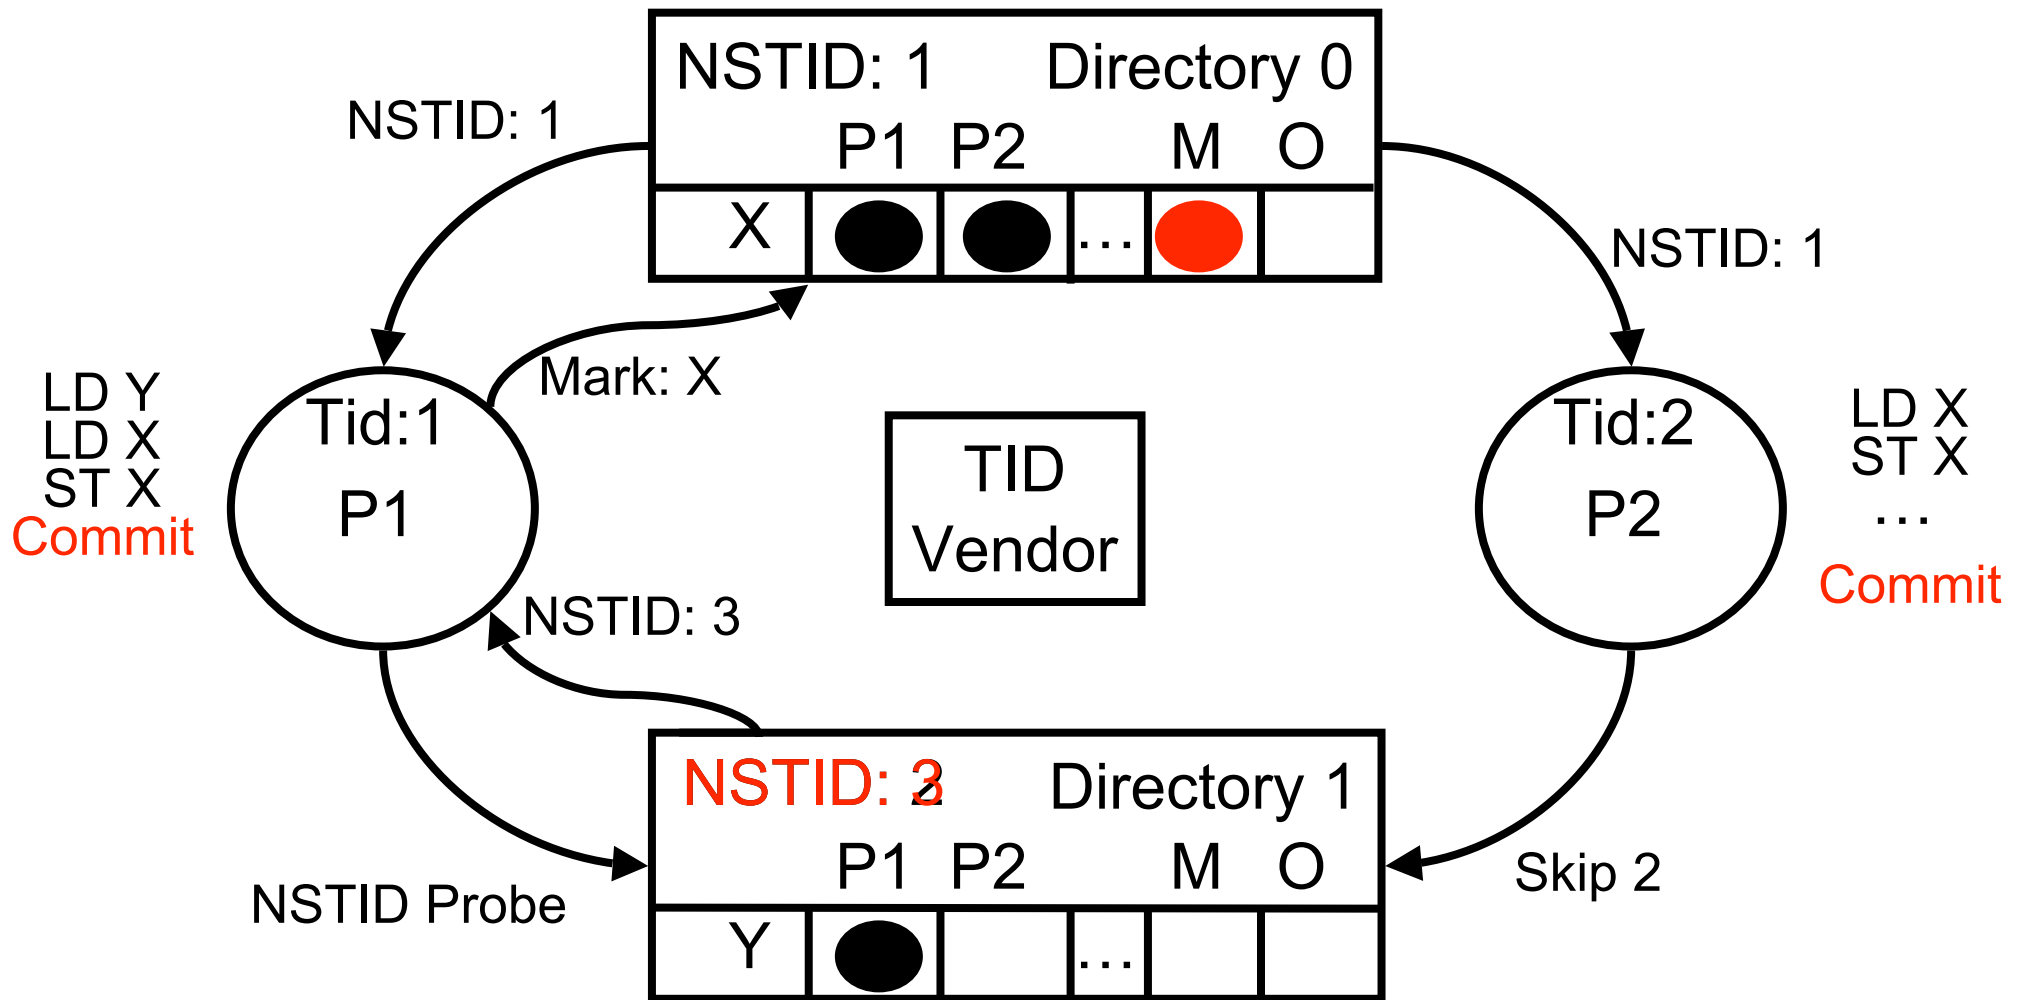 NSTID: 1 Directory 0
P1 P2 M O
X ...
NSTID: 1
NSTID: 1
Mark: X
LD Y
LD X
ST X
Commit
Tid:1
P1
TID
Vendor
Tid:2
P2
LD X
ST X
...
Commit
NSTID: 3
NSTID: 3 Directory 1
P1 P2 M O
Y ...
NSTID Probe
Skip 2